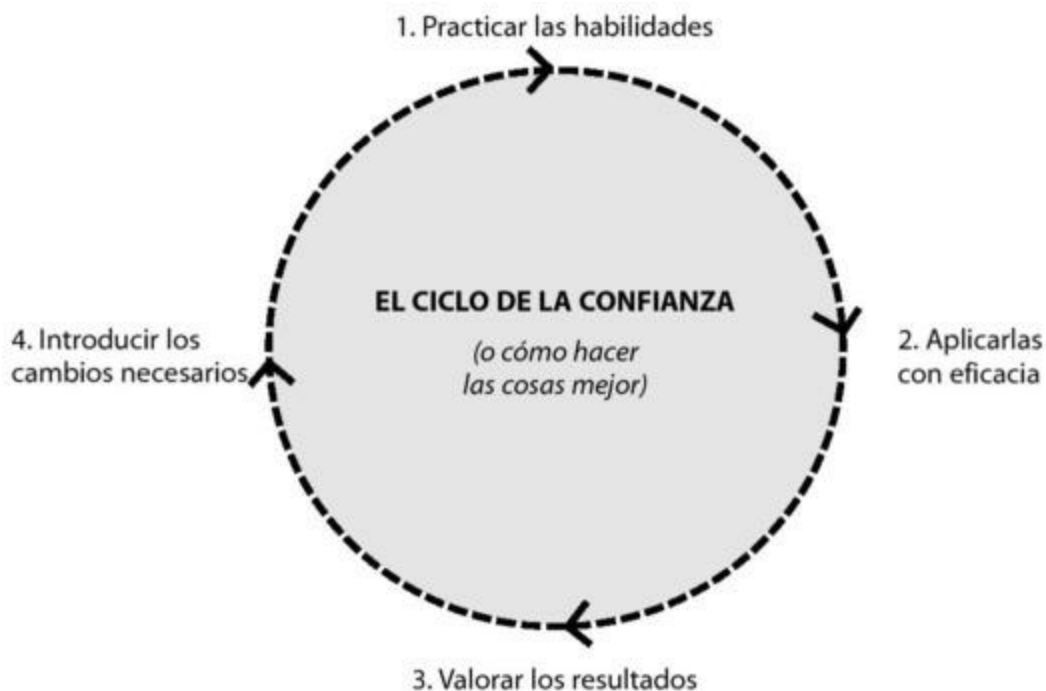 1. Practicar las habilidades
EL CICLO DE LA CONFIANZA
(o cómo hacer
las cosas mejor)
2. Aplicarlas
con eficacia
3. Valorar los resultados
4. Introducir los
cambios necesarios